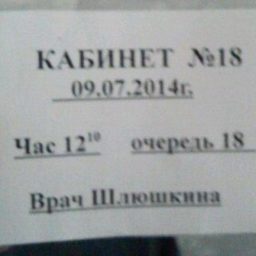 КАБИНЕТ №18
09.07.2014г.
Час 12¹⁰ очередь 18
Врач Шлюшкина